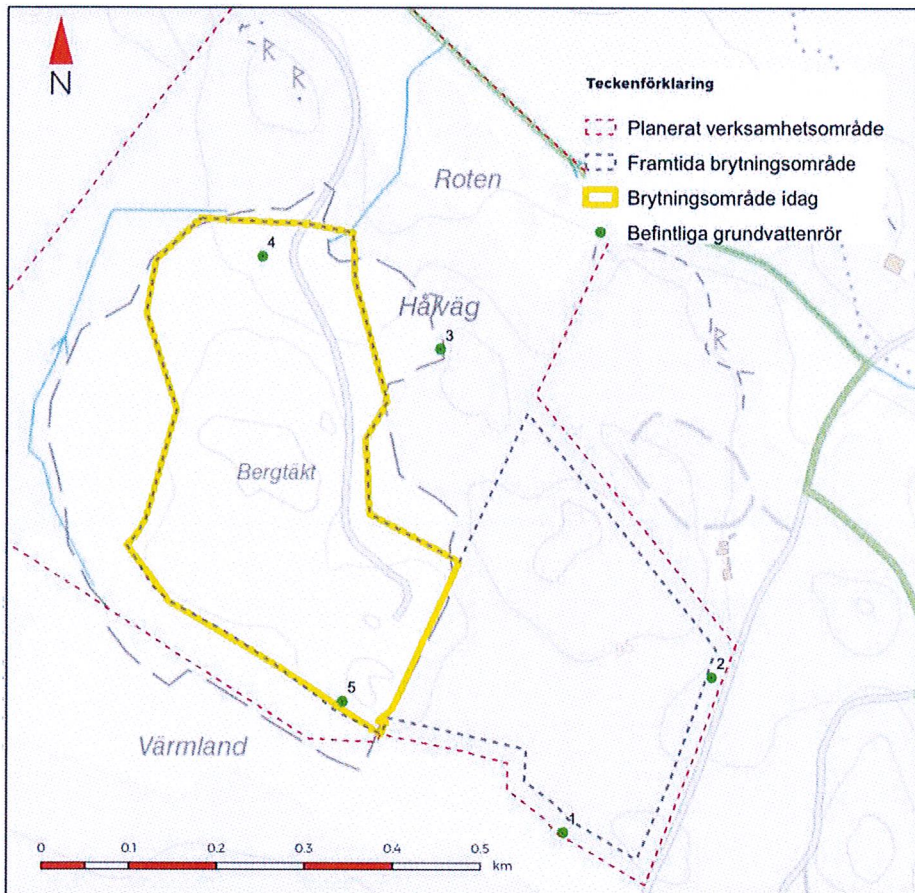 N
Teckenförklaring
Planerat verksamhetsområde
Framtida brytningsområde
Brytningsområde idag
Befintliga grundvattenrör
R
R
Roten
4
Hålväg
3
R
Bergtäkt
2
5
Värmland
1
0 0.1 0.2 0.3 0.4 0.5
km